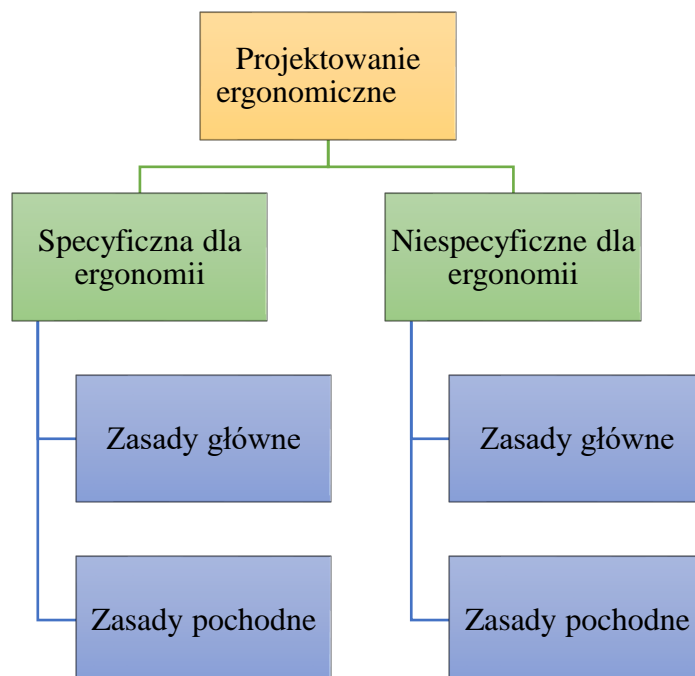 Projektowanie
ergonomiczne
Specyficzna dla
ergonomii
Niespecyficzne dla
ergonomii
Zasady główne
Zasady główne
Zasady pochodne
Zasady pochodne